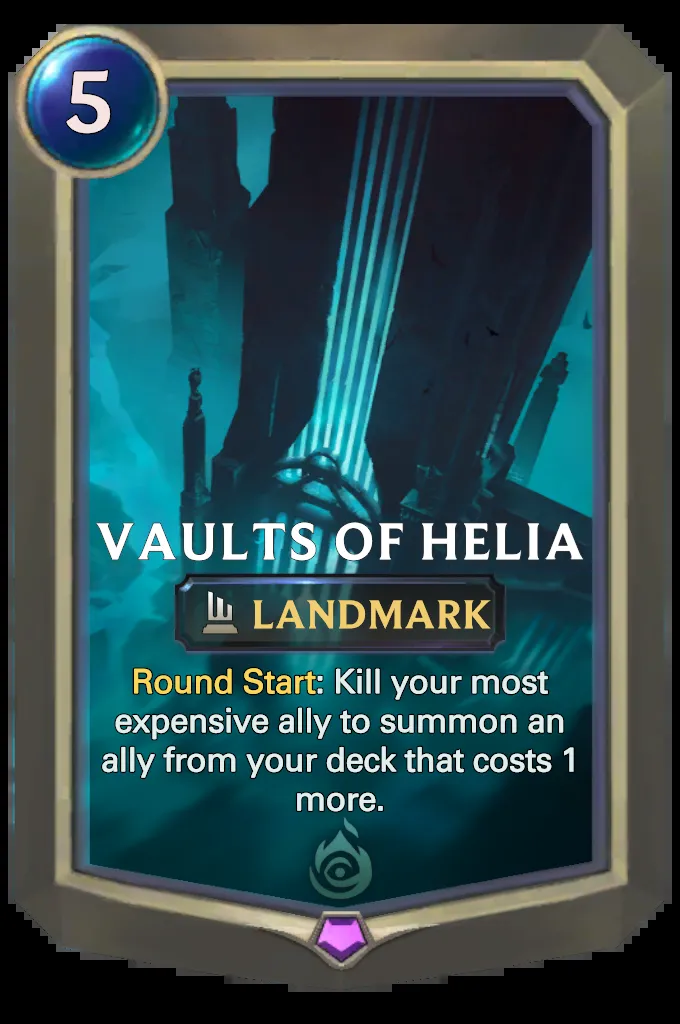 5
VAULTS OF HELIA
LANDMARK
Round Start: Kill your most
expensive ally to summon an
ally from your deck that costs 1
more.